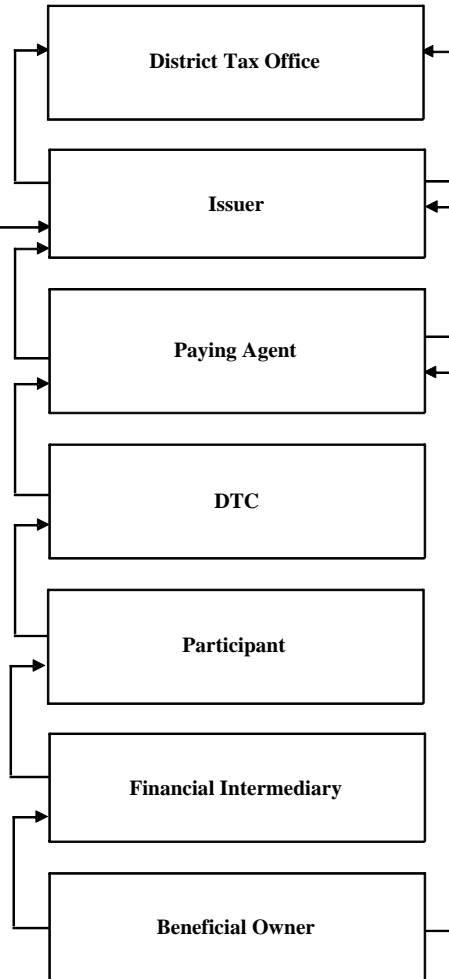 District Tax Office
Issuer
Paying Agent
DTC
Participant
Financial Intermediary
Beneficial Owner